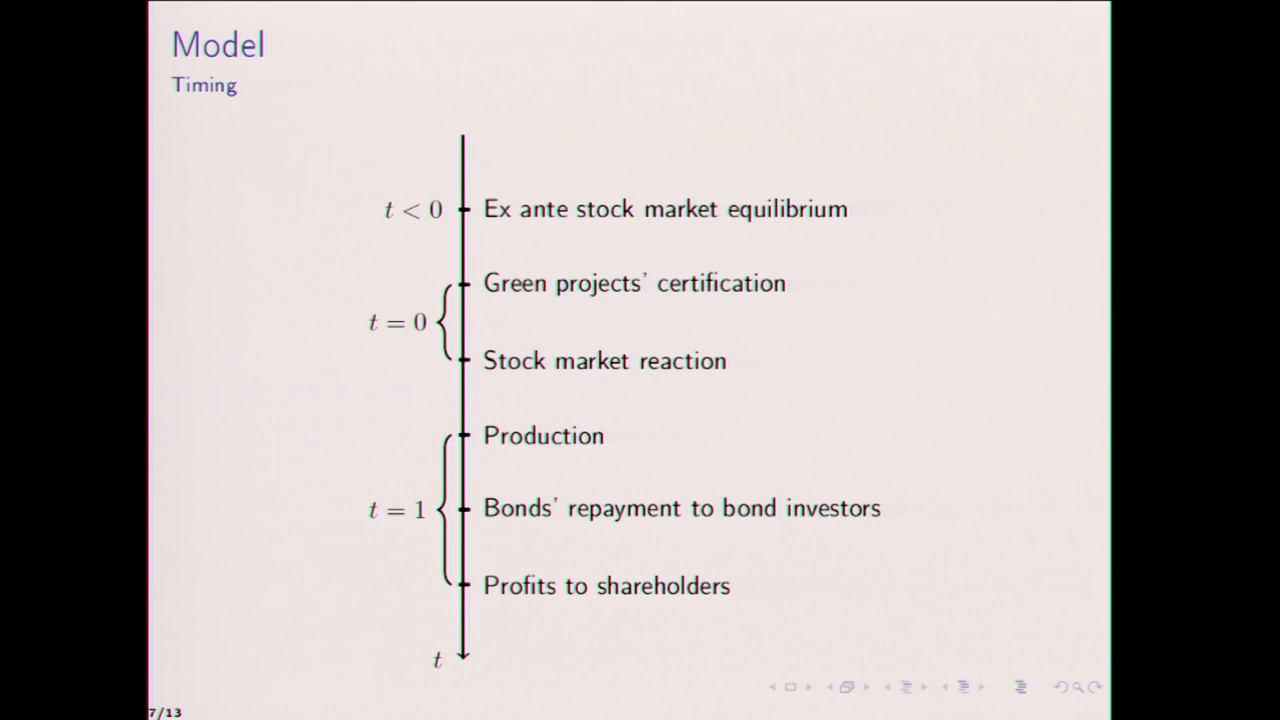 Model
Timing
t < 0 Ex ante stock market equilibrium
Green projects' certification
t = 0
Stock market reaction
Production
t = 1 Bonds' repayment to bond investors
Profits to shareholders
t
7/13